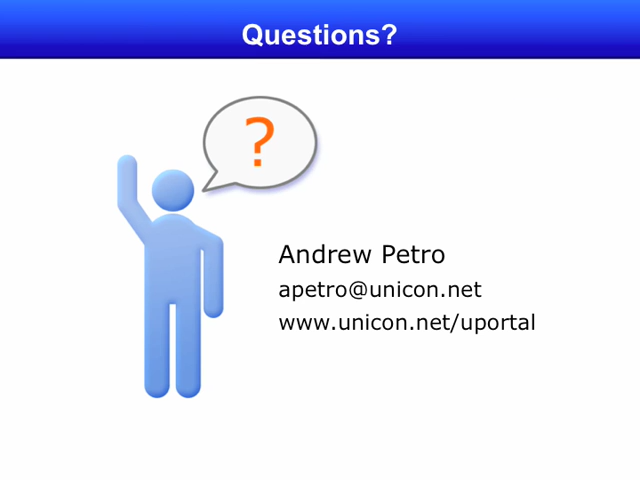 Questions?
?
Andrew Petro
apetro@unicon.net
www.unicon.net/uportal